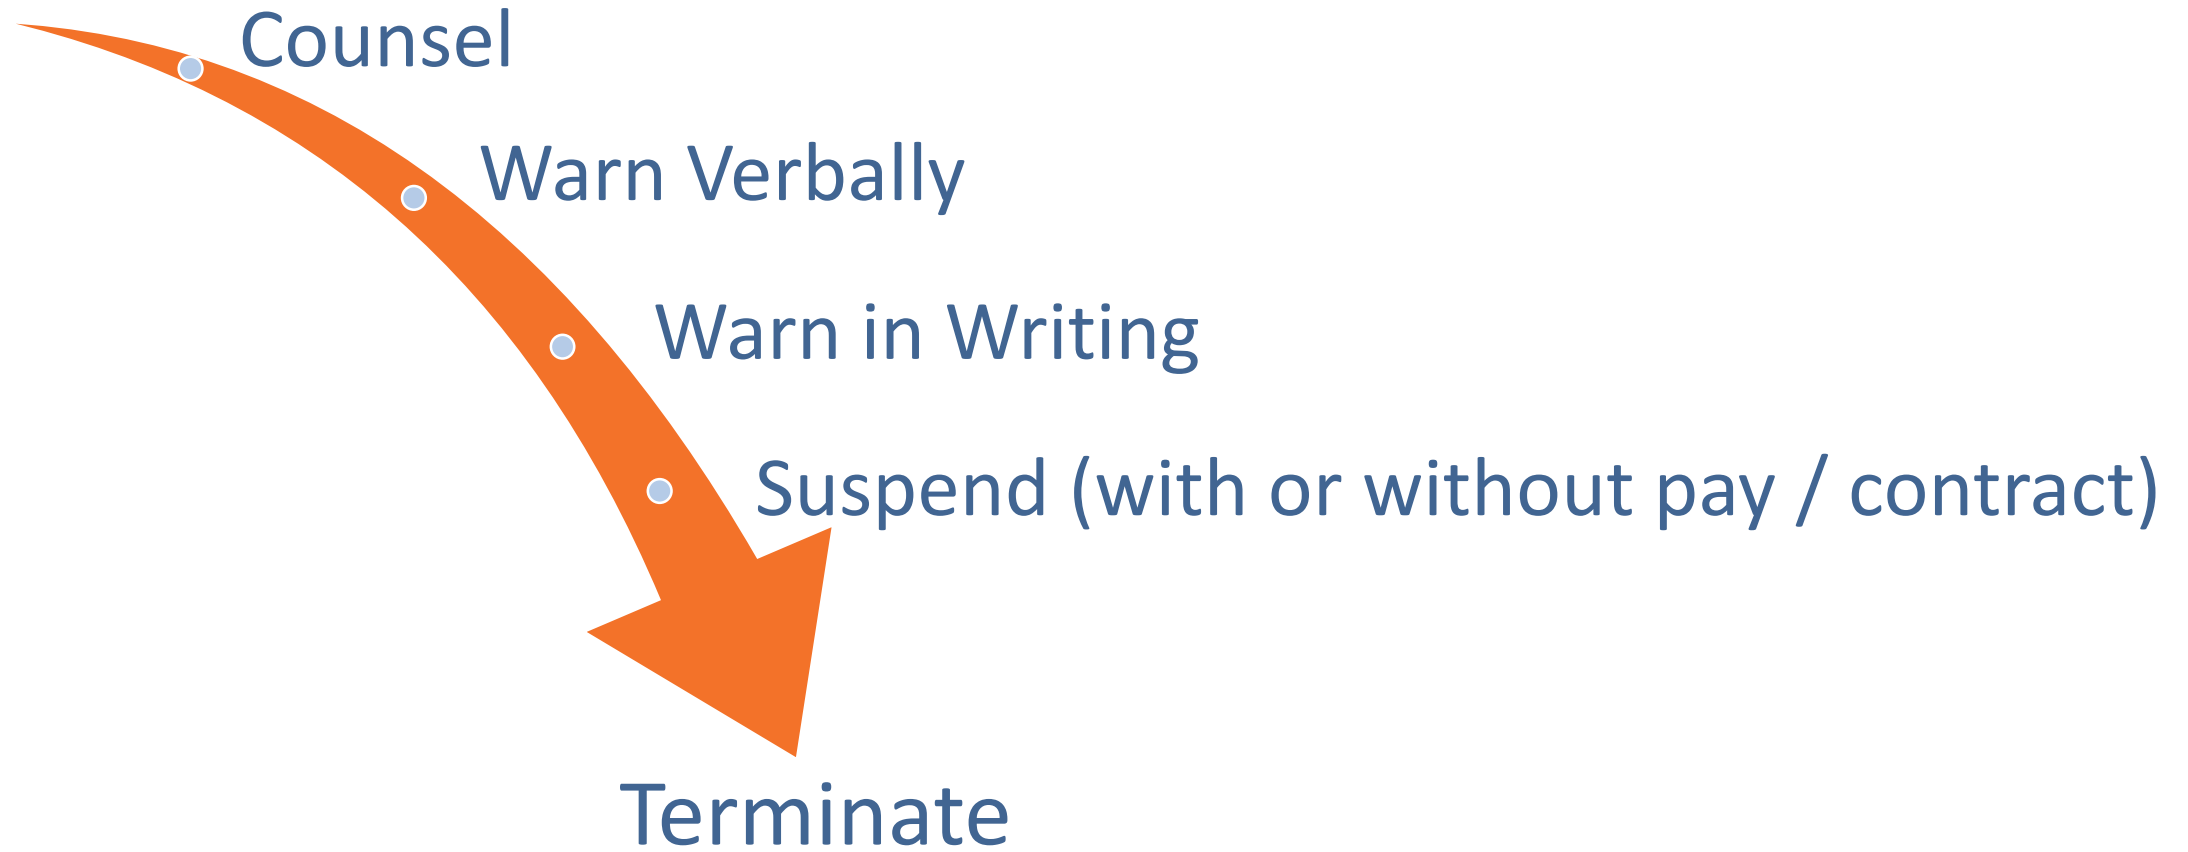 Counsel
Warn Verbally
Warn in Writing
Suspend (with or without pay / contract)
Terminate